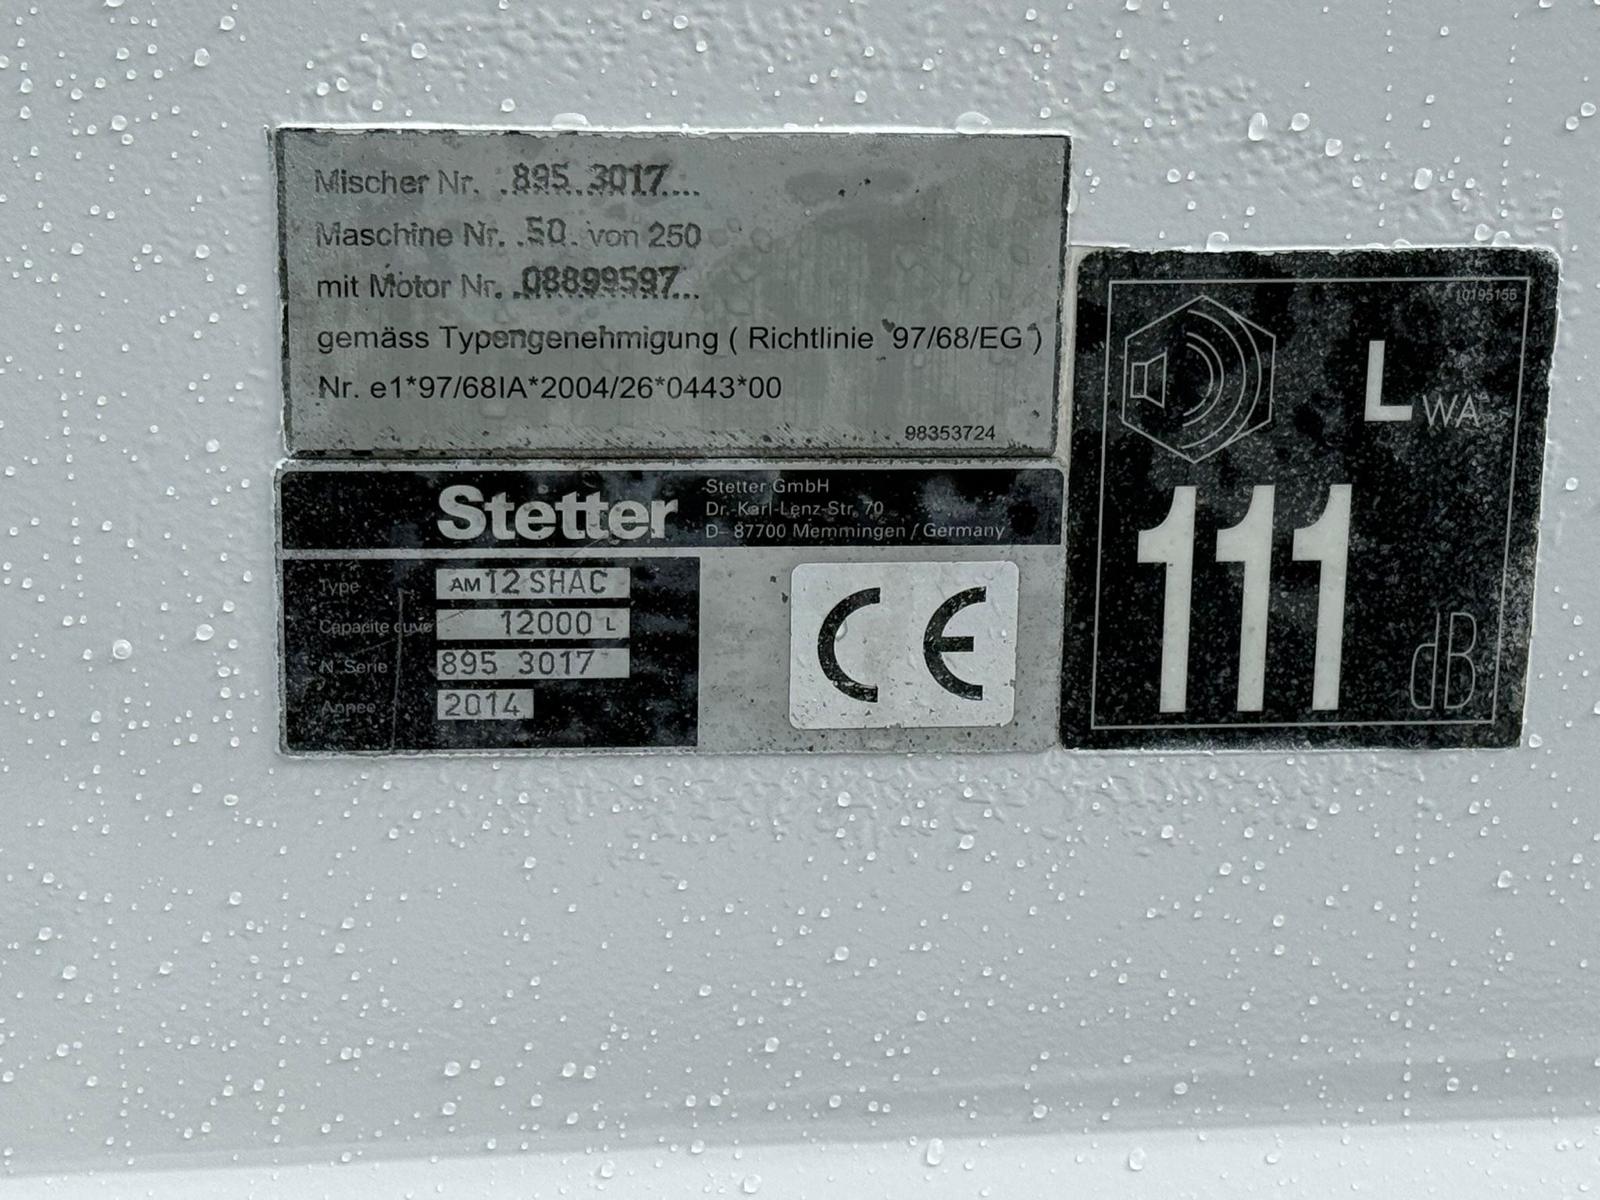 Mischer Nr. .895 3017...
Maschine Nr. .50. von 250
mit Motor Nr. .08899597...
gemäss Typengenehmigung ( Richtlinie 97/68/EG )
Nr. e1*97/68IA*2004/26*0443*00
98353724
Stetter
Stetter GmbH
Dr. Karl-Lenz-Str. 70
D- 87700 Memmingen / Germany
Type AM 12 SHAC
Capacite cuve 12000 L
N. Serie 895 3017
Annee 2014
CE
10195156
LWA
111
dB